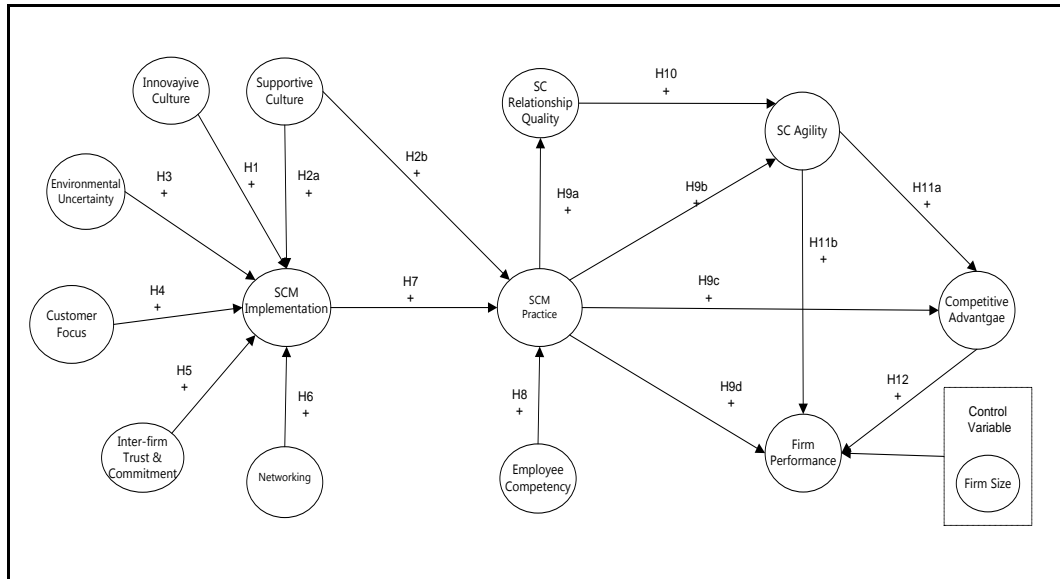 Innovayive
Culture
Supportive
Culture
SC
Relationship
Quality
H10
+
SC Agility
Environmental
Uncertainty
H3
+
H1
+
H2a
+
H2b
+
H9a
+
H9b
+
H11a
+
H11b
+
Customer
Focus
H4
+
SCM
Implementation
H7
+
SCM
Practice
H9c
+
Competitive
Advantgae
H5
+
H6
+
H8
+
H9d
+
H12
+
Inter-firm
Trust &
Commitment
Networking
Employee
Competency
Firm
Performance
Control
Variable
Firm Size